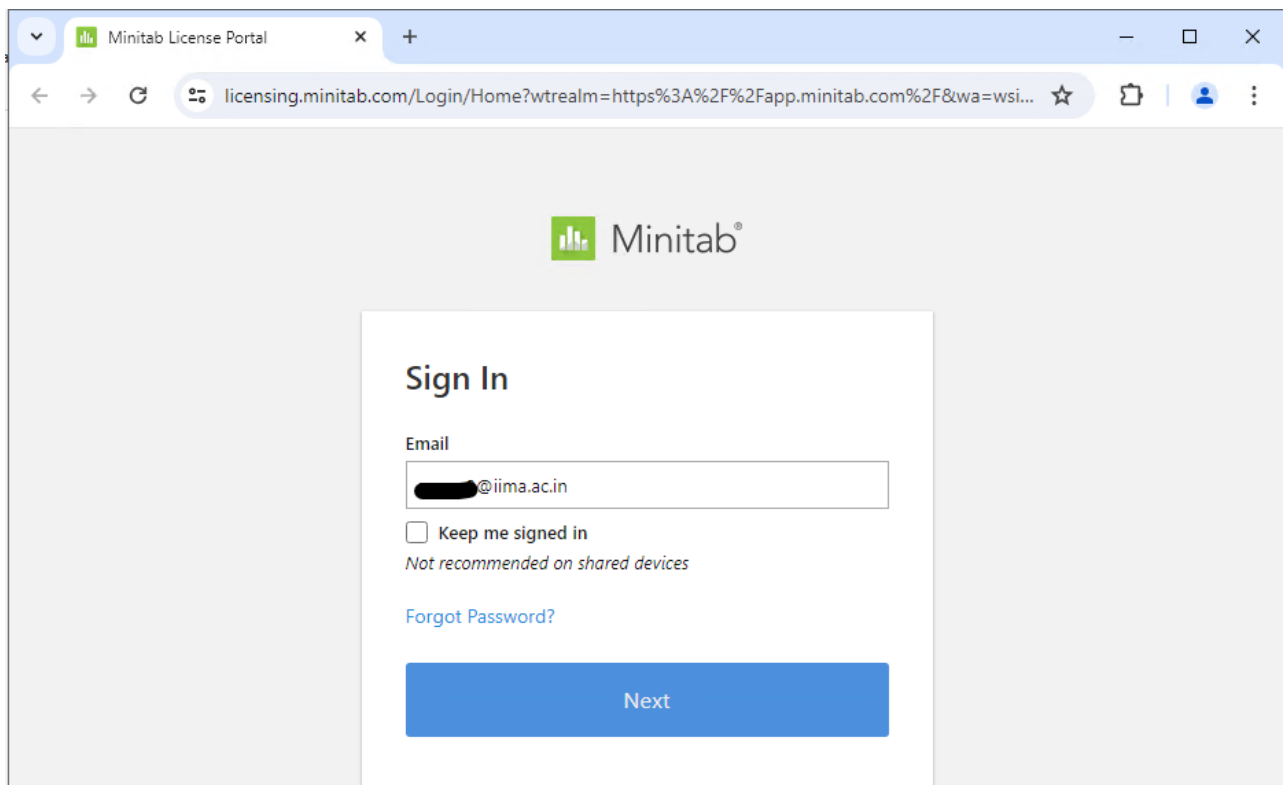 Minitab License Portal
licensing.minitab.com/Login/Home?wtrealm=https%3A%2F%2Fapp.minitab.com%2F&wa=wsi...
Minitab®
Sign In
Email
@iima.ac.in
Keep me signed in
Not recommended on shared devices
Forgot Password?
Next